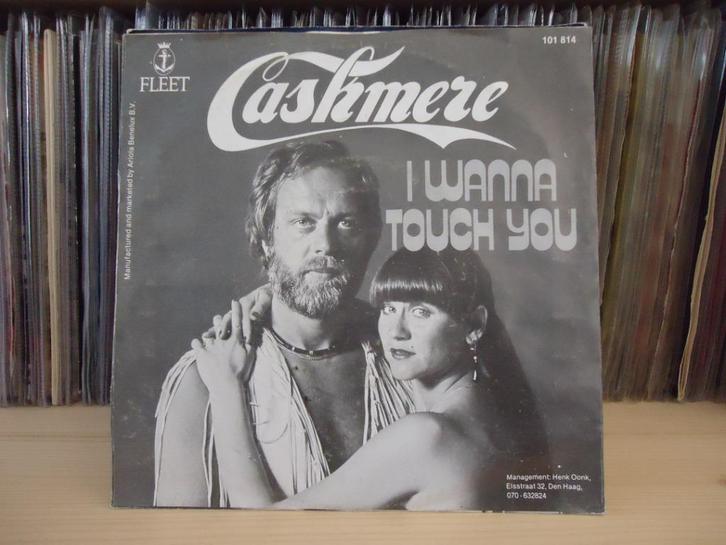 FLEET
101 814
Cashmere
I WANNA
TOUCH YOU
Manufactured and marketed by Ariola Benelux B.V.
Management: Henk Oonk,
Elsstraat 32, Den Haag,
070 - 632824